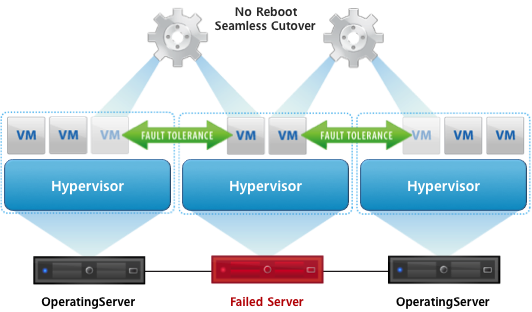 No Reboot
Seamless Cutover
VM VM VM FAULT TOLERANCE VM VM FAULT TOLERANCE VM VM VM
Hypervisor Hypervisor Hypervisor
OperatingServer Failed Server OperatingServer